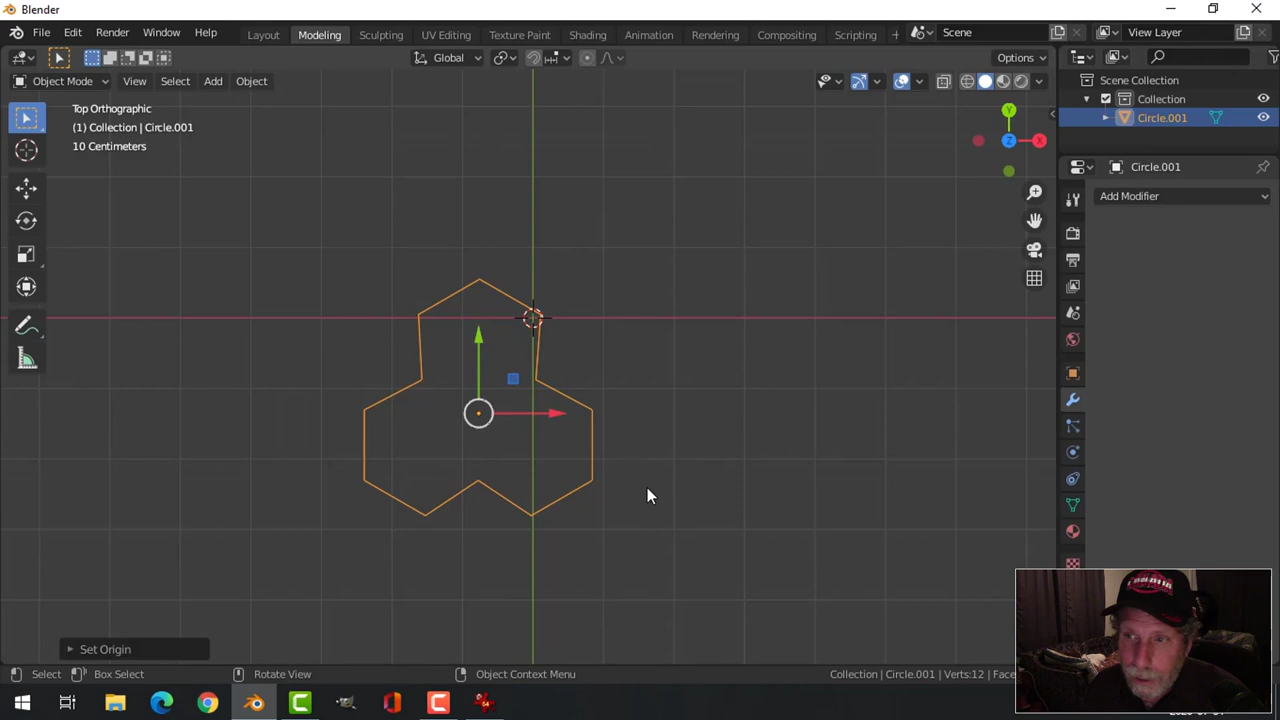 Blender
File Edit Render Window Help
Layout Modeling Sculpting UV Editing Texture Paint Shading Animation Rendering Compositing Scripting
Scene
View Layer
Global
Options
Object Mode View Select Add Object
Top Orthographic
(1) Collection | Circle.001
10 Centimeters
Y
Z
X
Scene Collection
Collection
Circle.001
Circle.001
Add Modifier
Set Origin
Select Box Select Rotate View Object Context Menu
Collection | Circle.001 | Verts:12 | Face